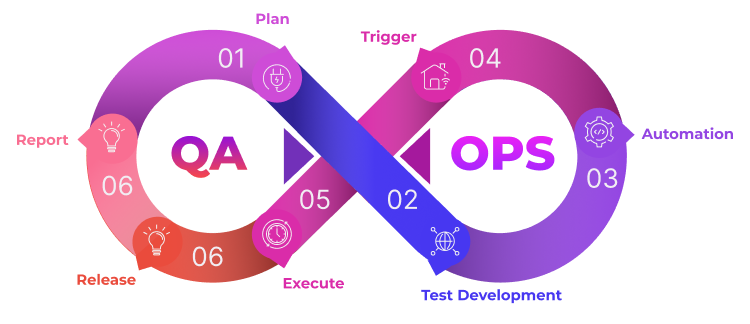 Plan
01
Trigger
04
Report
QA
OPS
Automation
06
05
02
03
06
Release
Execute
Test Development